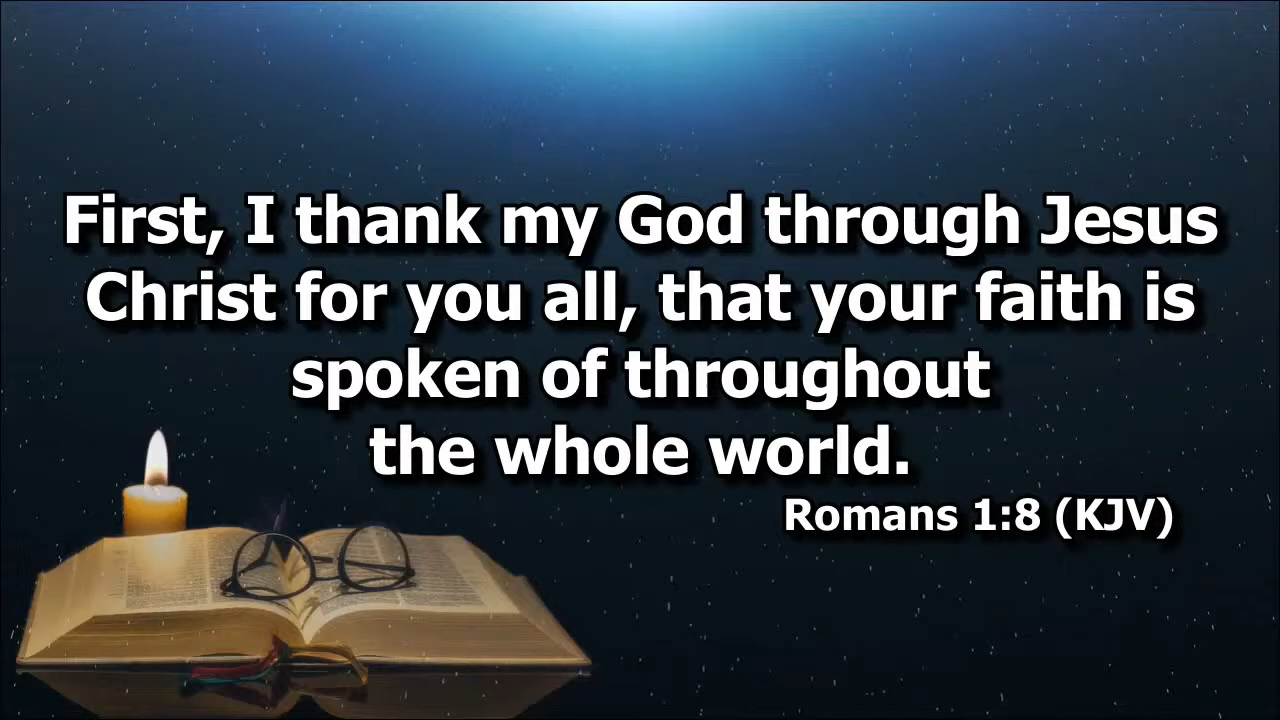 First, I thank my God through Jesus
Christ for you all, that your faith is
spoken of throughout
the whole world.
Romans 1:8 (KJV)